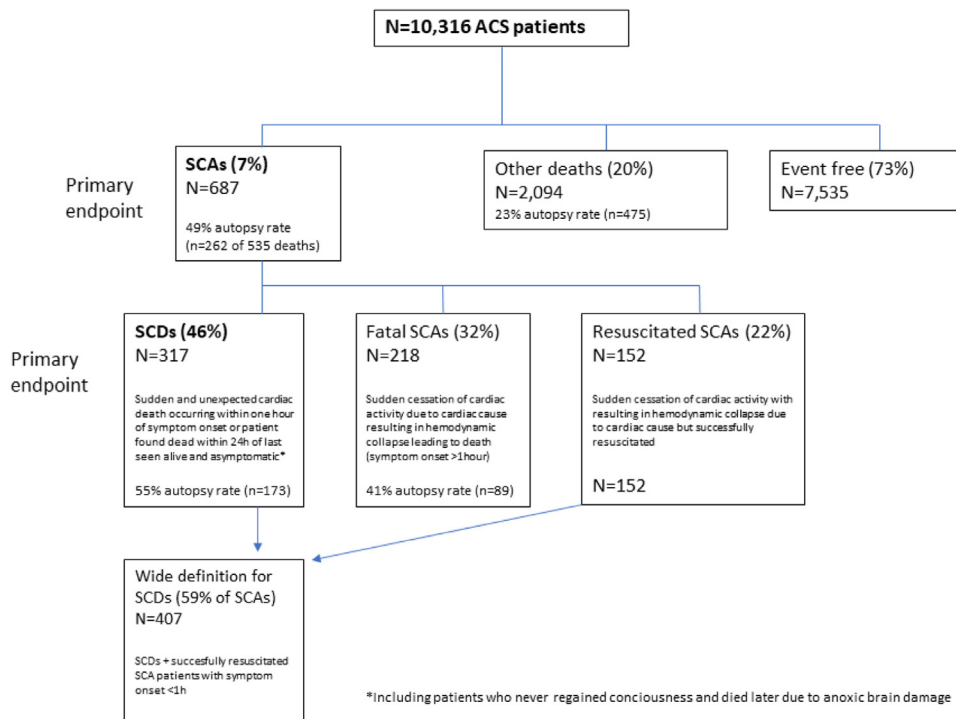 N=10,316 ACS patients
Primary
endpoint
SCAs (7%)
N=687
49% autopsy rate
(n=262 of 535 deaths)
Other deaths (20%)
N=2,094
23% autopsy rate (n=475)
Event free (73%)
N=7,535
Primary
endpoint
SCDs (46%)
N=317
Sudden and unexpected cardiac
death occurring within one hour
of symptom onset or patient
found dead within 24h of last
seen alive and asymptomatic*
55% autopsy rate (n=173)
Fatal SCAs (32%)
N=218
Sudden cessation of cardiac
activity due to cardiac cause
resulting in hemodynamic
collapse leading to death
(symptom onset >1hour)
41% autopsy rate (n=89)
Resuscitated SCAs (22%)
N=152
Sudden cessation of cardiac activity with
resulting in hemodynamic collapse due
to cardiac cause but successfully
resuscitated
N=152
Wide definition for
SCDs (59% of SCAs)
N=407
SCDs + succesfully resuscitated
SCA patients with symptom
onset <1h
*Including patients who never regained conciousness and died later due to anoxic brain damage